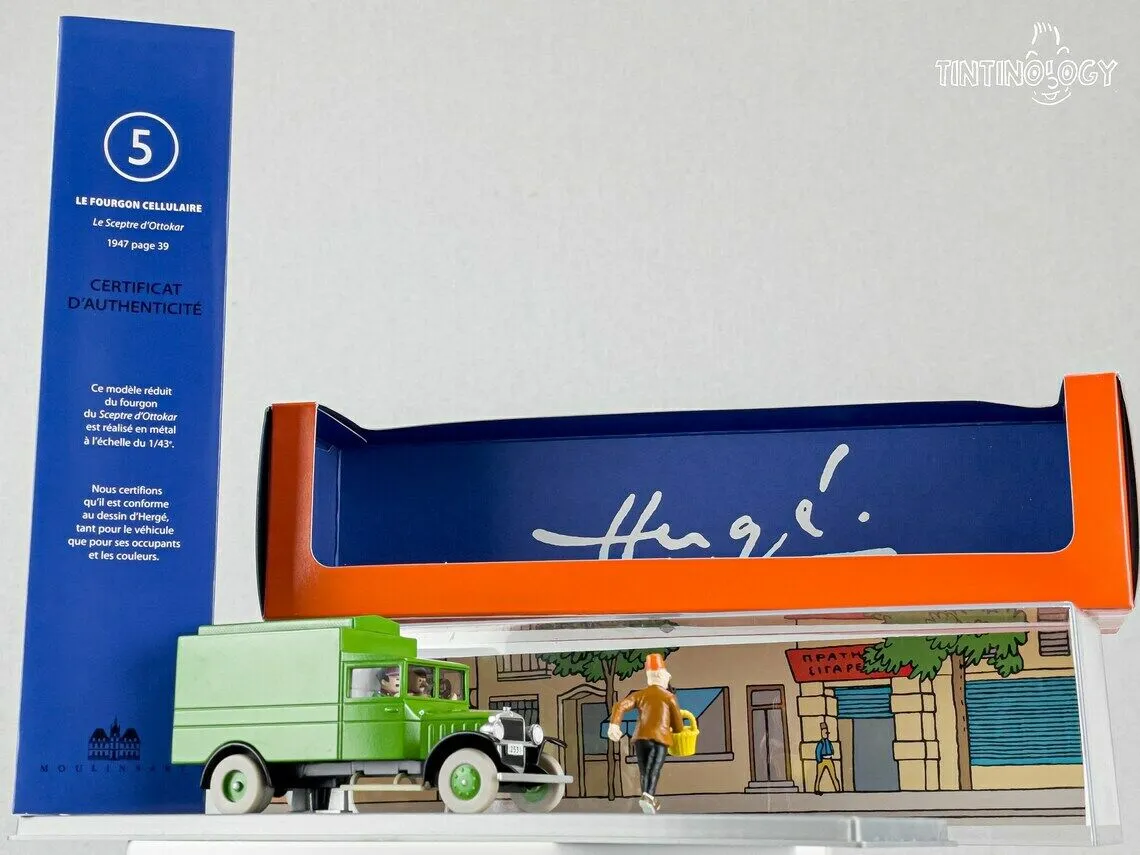 TINTINOLOGY
5
LE FOURGON CELLULAIRE
Le Sceptre d'Ottokar
1947 page 39
CERTIFICAT
D'AUTHENTICITÉ
Ce modèle réduit
du fourgon
du Sceptre d'Ottokar
est réalisé en métal
à l'échelle du 1/43e.
Nous certifions
qu'il est conforme
au dessin d'Hergé,
tant pour le véhicule
que pour ses occupants
et les couleurs.
Hergé.
ПРАТН
ЄІГАРЕ